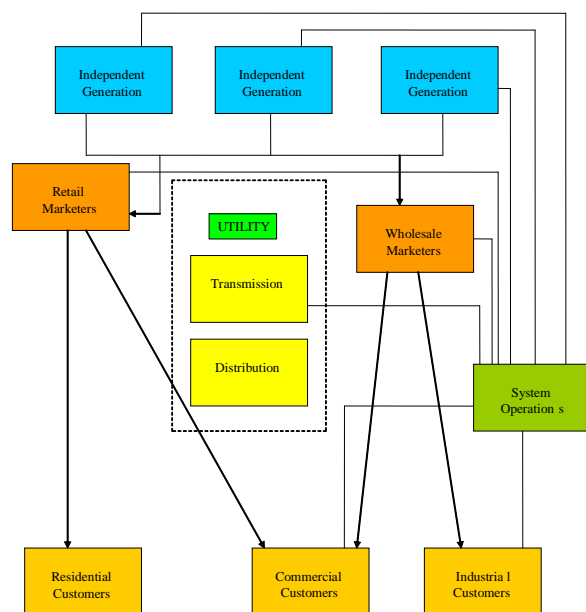 Independent
Generation
Independent
Generation
Independent
Generation
Retail
Marketers
UTILITY
Wholesale
Marketers
Transmission
Distribution
System
Operation s
Residential
Customers
Commercial
Customers
Industria l
Customers